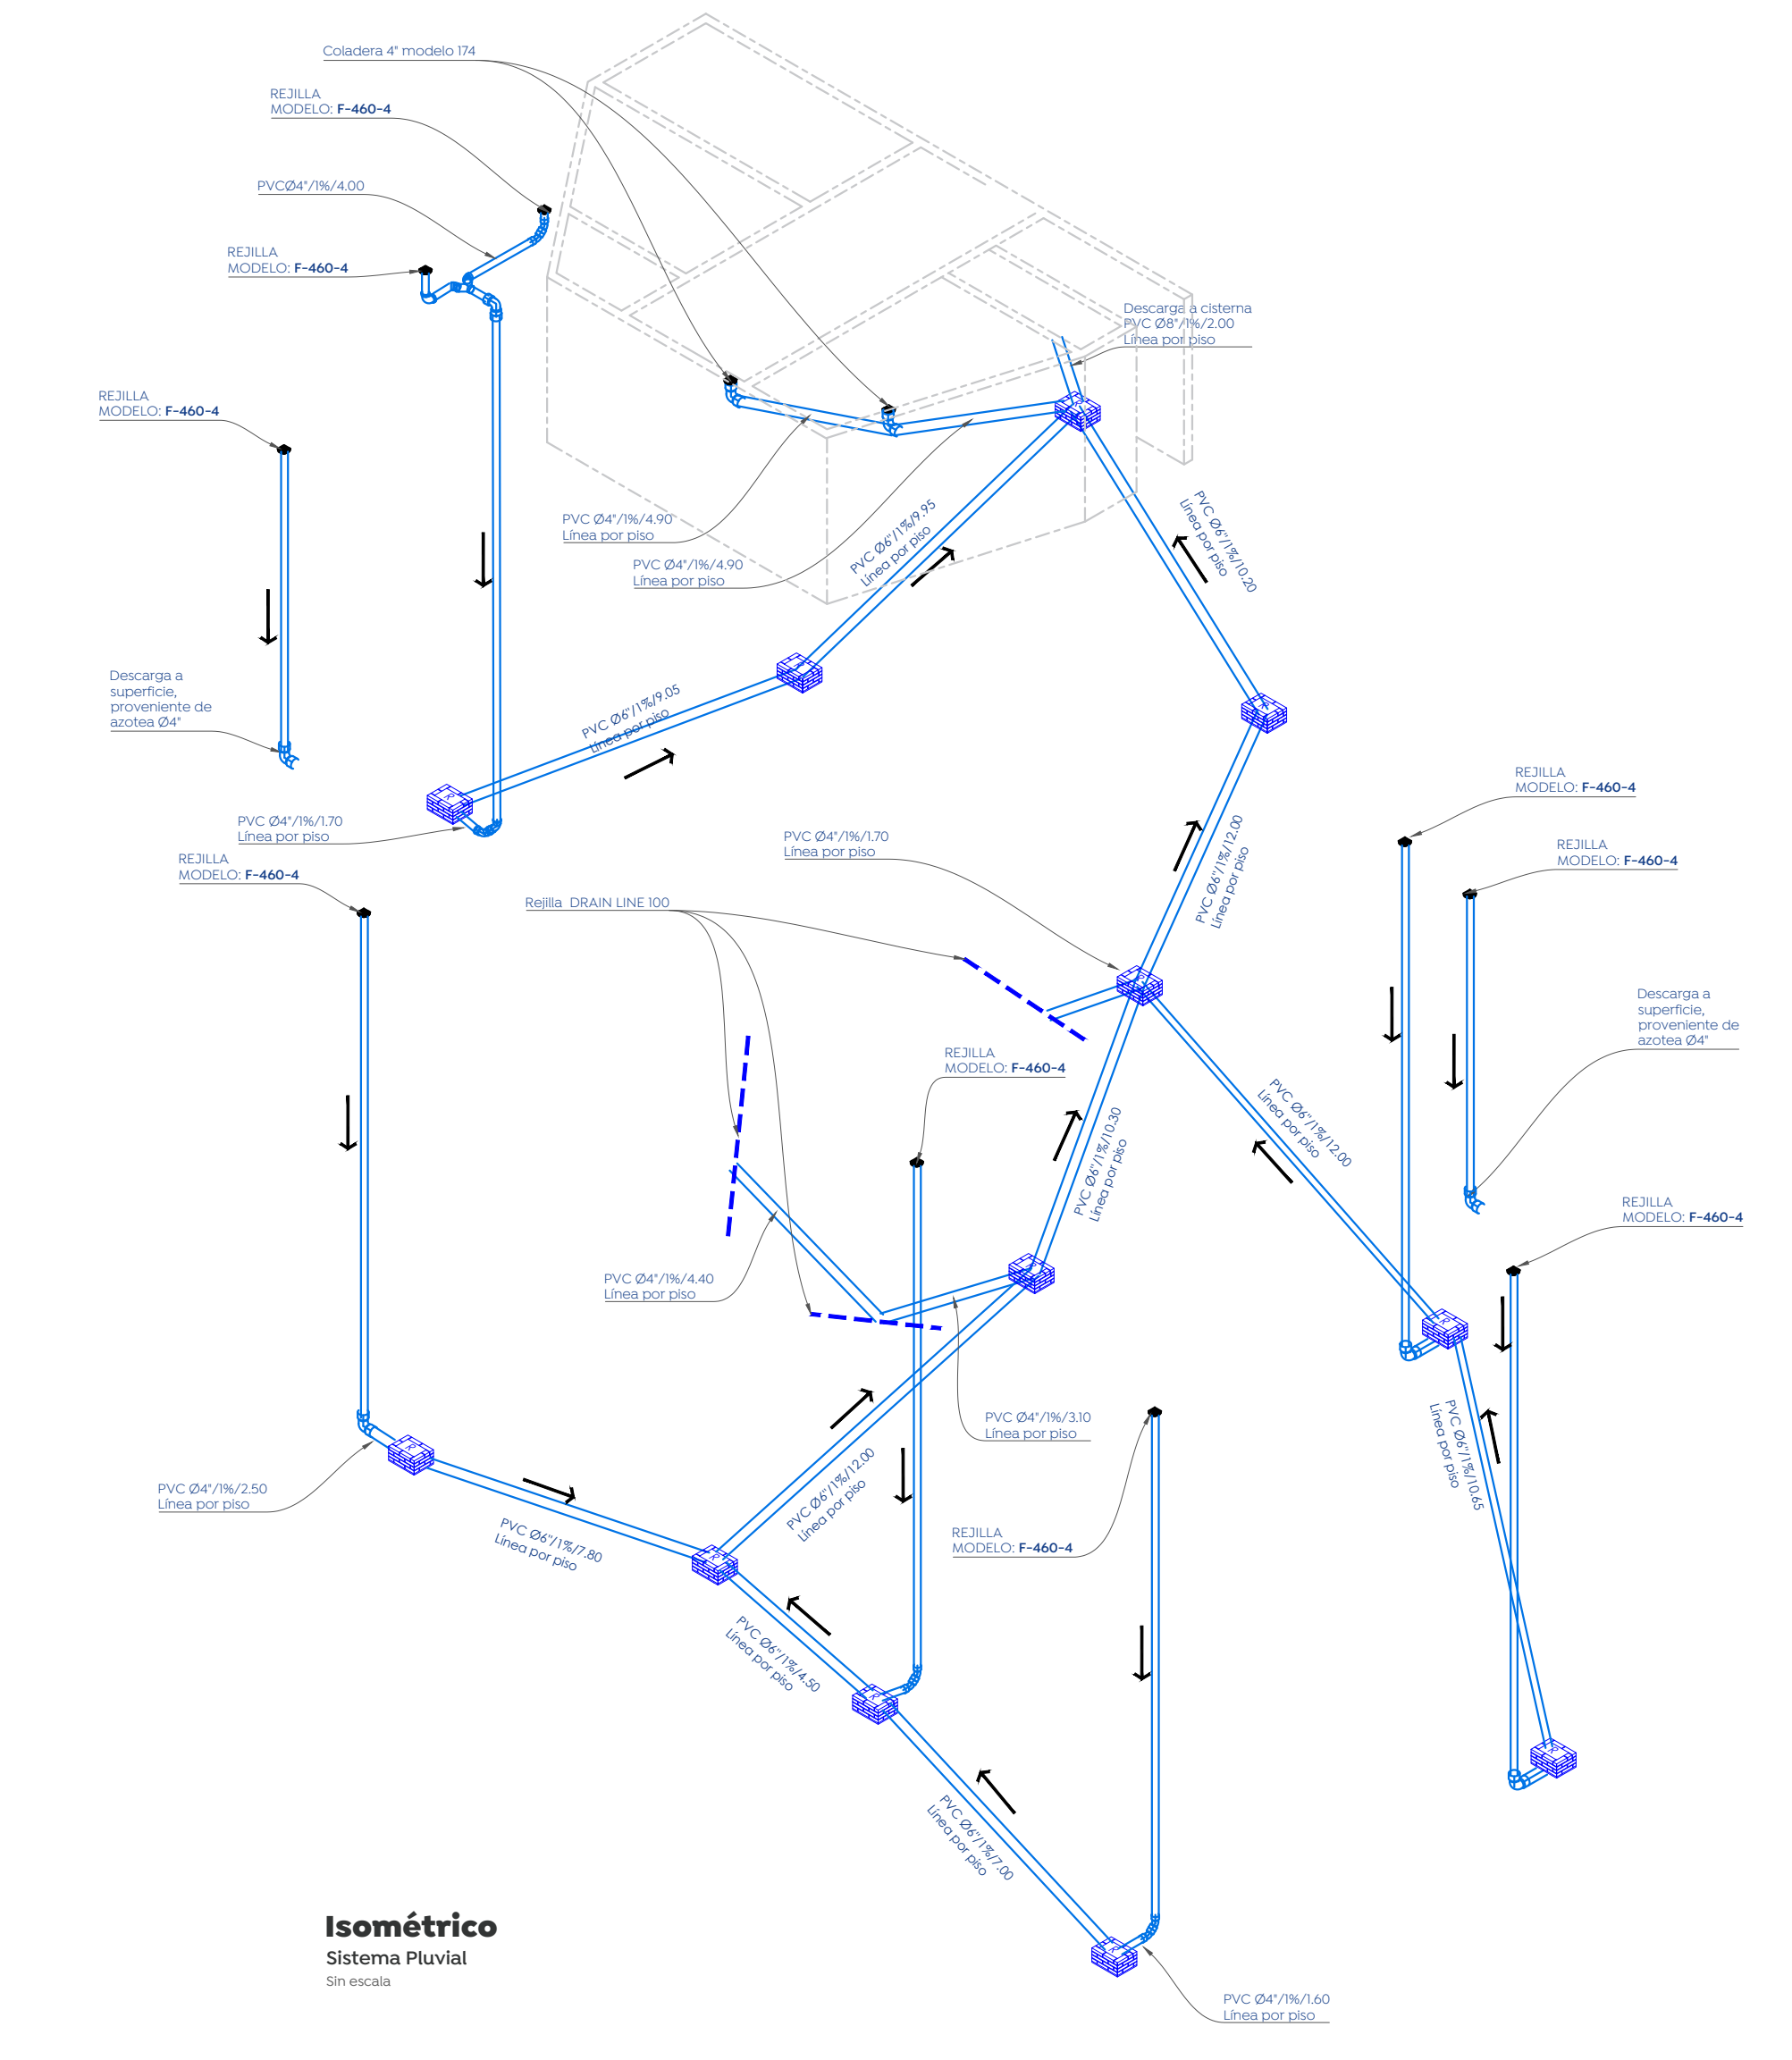 Coladera 4" modelo 174
REJILLA
MODELO: F-460-4
PVCØ4"/1%/4.00
REJILLA
MODELO: F-460-4
Descarga a cisterna
PVC Ø8"/1%/2.00
Línea por piso
REJILLA
MODELO: F-460-4
PVC Ø4"/1%/4.90
Línea por piso
PVC Ø4"/1%/4.90
Línea por piso
PVC Ø6"/1%/9.95
Línea por piso
PVC Ø6"/1%/10.20
Línea por piso
Descarga a
superficie,
proveniente de
azotea Ø4"
PVC Ø6"/1%/9.05
Línea por piso
R
R
R
R
PVC Ø4"/1%/1.70
Línea por piso
REJILLA
MODELO: F-460-4
PVC Ø4"/1%/1.70
Línea por piso
Rejilla DRAIN LINE 100
PVC Ø6"/1%/12.00
Línea por piso
REJILLA
MODELO: F-460-4
REJILLA
MODELO: F-460-4
R
Descarga a
superficie,
proveniente de
azotea Ø4"
REJILLA
MODELO: F-460-4
PVC Ø6"/1%/10.30
Línea por piso
PVC Ø6"/1%/12.00
Línea por piso
REJILLA
MODELO: F-460-4
PVC Ø4"/1%/4.40
Línea por piso
R
R
PVC Ø4"/1%/3.10
Línea por piso
PVC Ø6"/1%/10.65
Línea por piso
R
PVC Ø4"/1%/2.50
Línea por piso
PVC Ø6"/1%/7.80
Línea por piso
PVC Ø6"/1%/12.00
Línea por piso
REJILLA
MODELO: F-460-4
R
PVC Ø6"/1%/4.50
Línea por piso
R
R
PVC Ø6"/1%/7.00
Línea por piso
R
Isométrico
Sistema Pluvial
Sin escala
PVC Ø4"/1%/1.60
Línea por piso